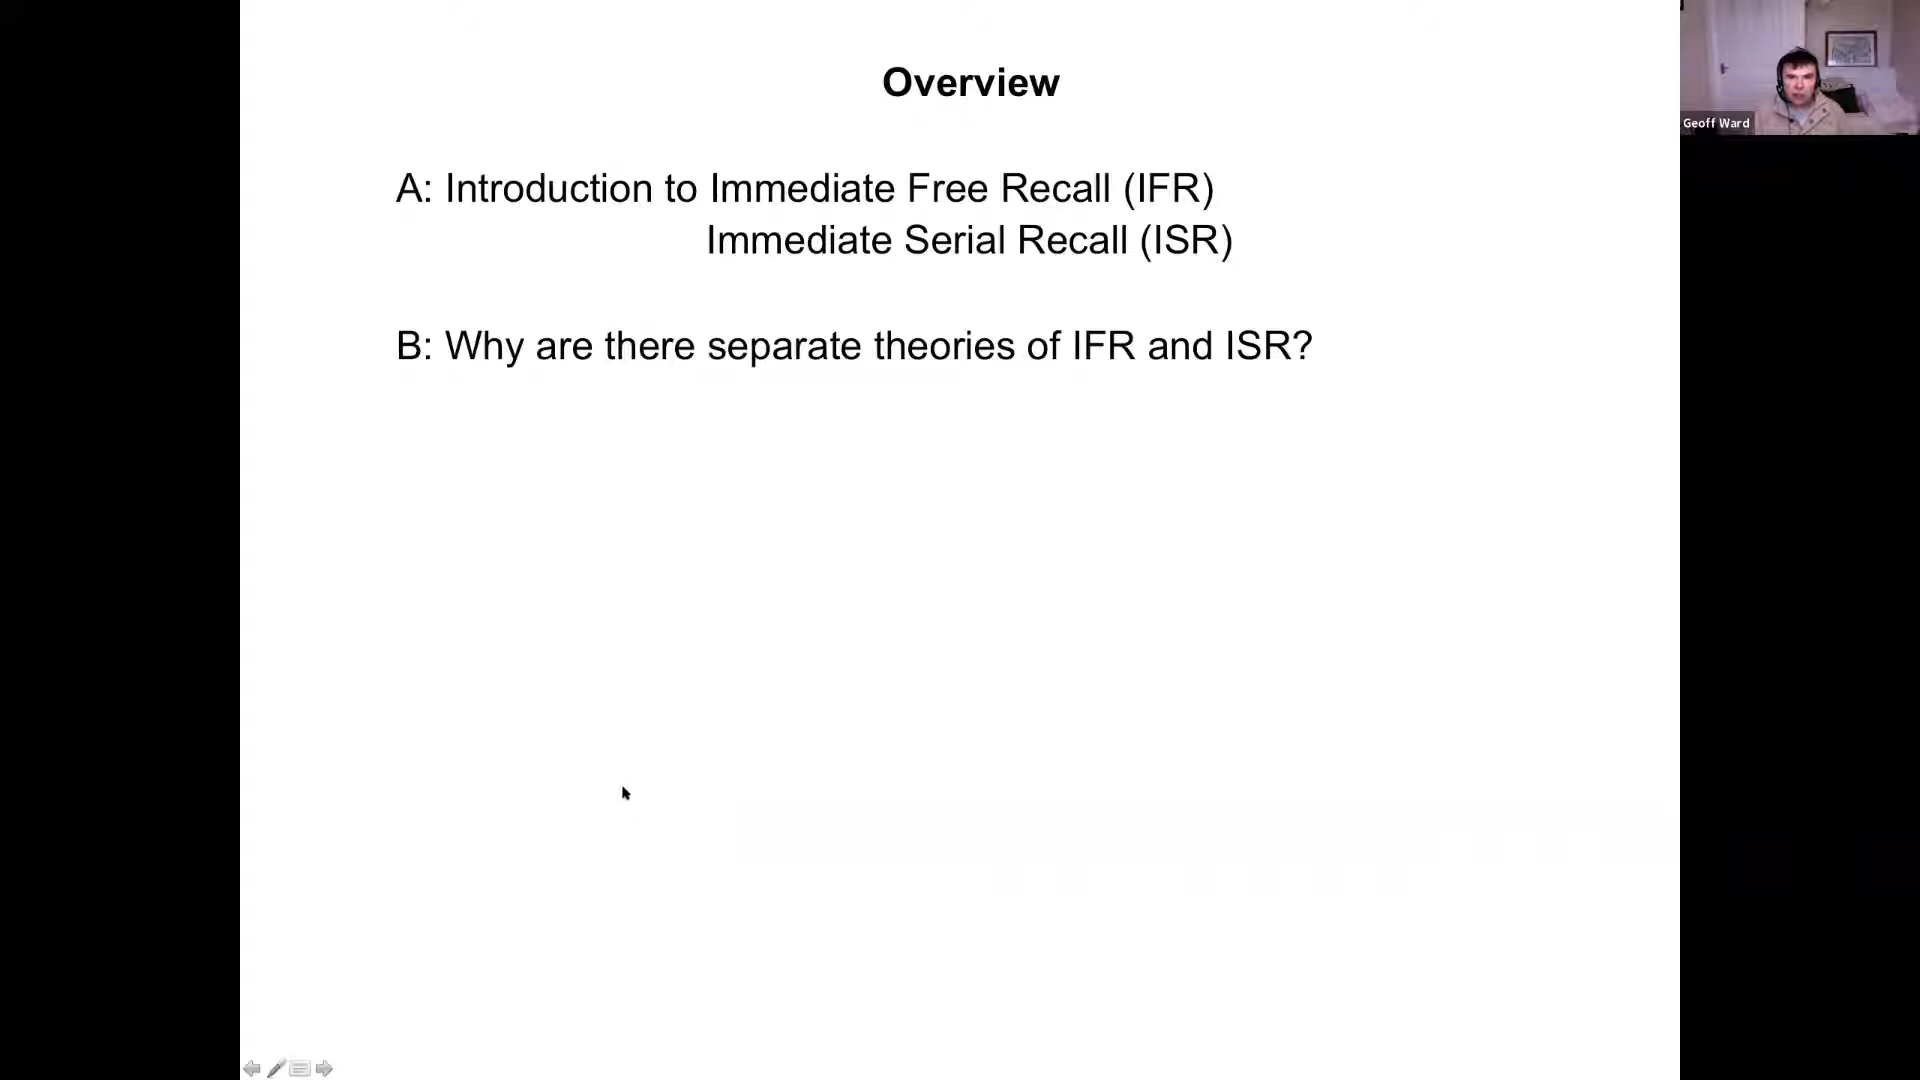 Overview
Geoff Ward
A: Introduction to Immediate Free Recall (IFR)
Immediate Serial Recall (ISR)
B: Why are there separate theories of IFR and ISR?